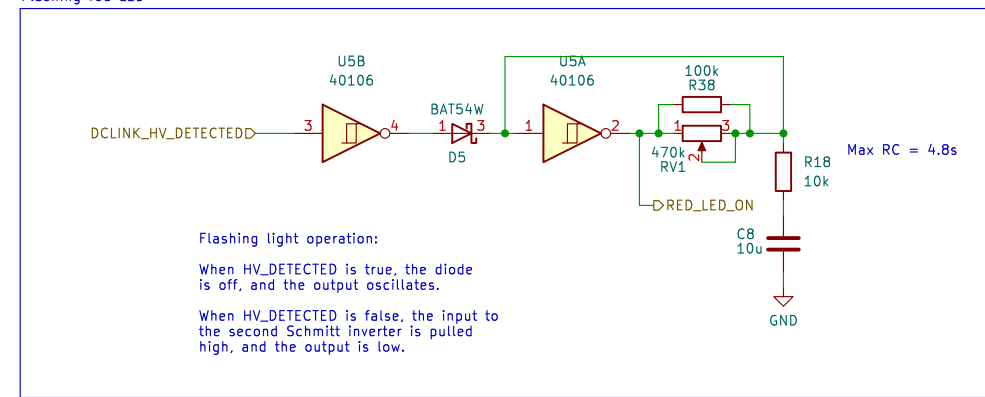 U5B
40106
U5A
40106
100k
R38
BAT54W
DCLINK_HV_DETECTED
3
4
1
3
1
2
1
3
D5
470k
RV1
2
R18
10k
Max RC = 4.8s
RED_LED_ON
C8
10u
GND
Flashing light operation:
When HV_DETECTED is true, the diode
is off, and the output oscillates.
When HV_DETECTED is false, the input to
the second Schmitt inverter is pulled
high, and the output is low.